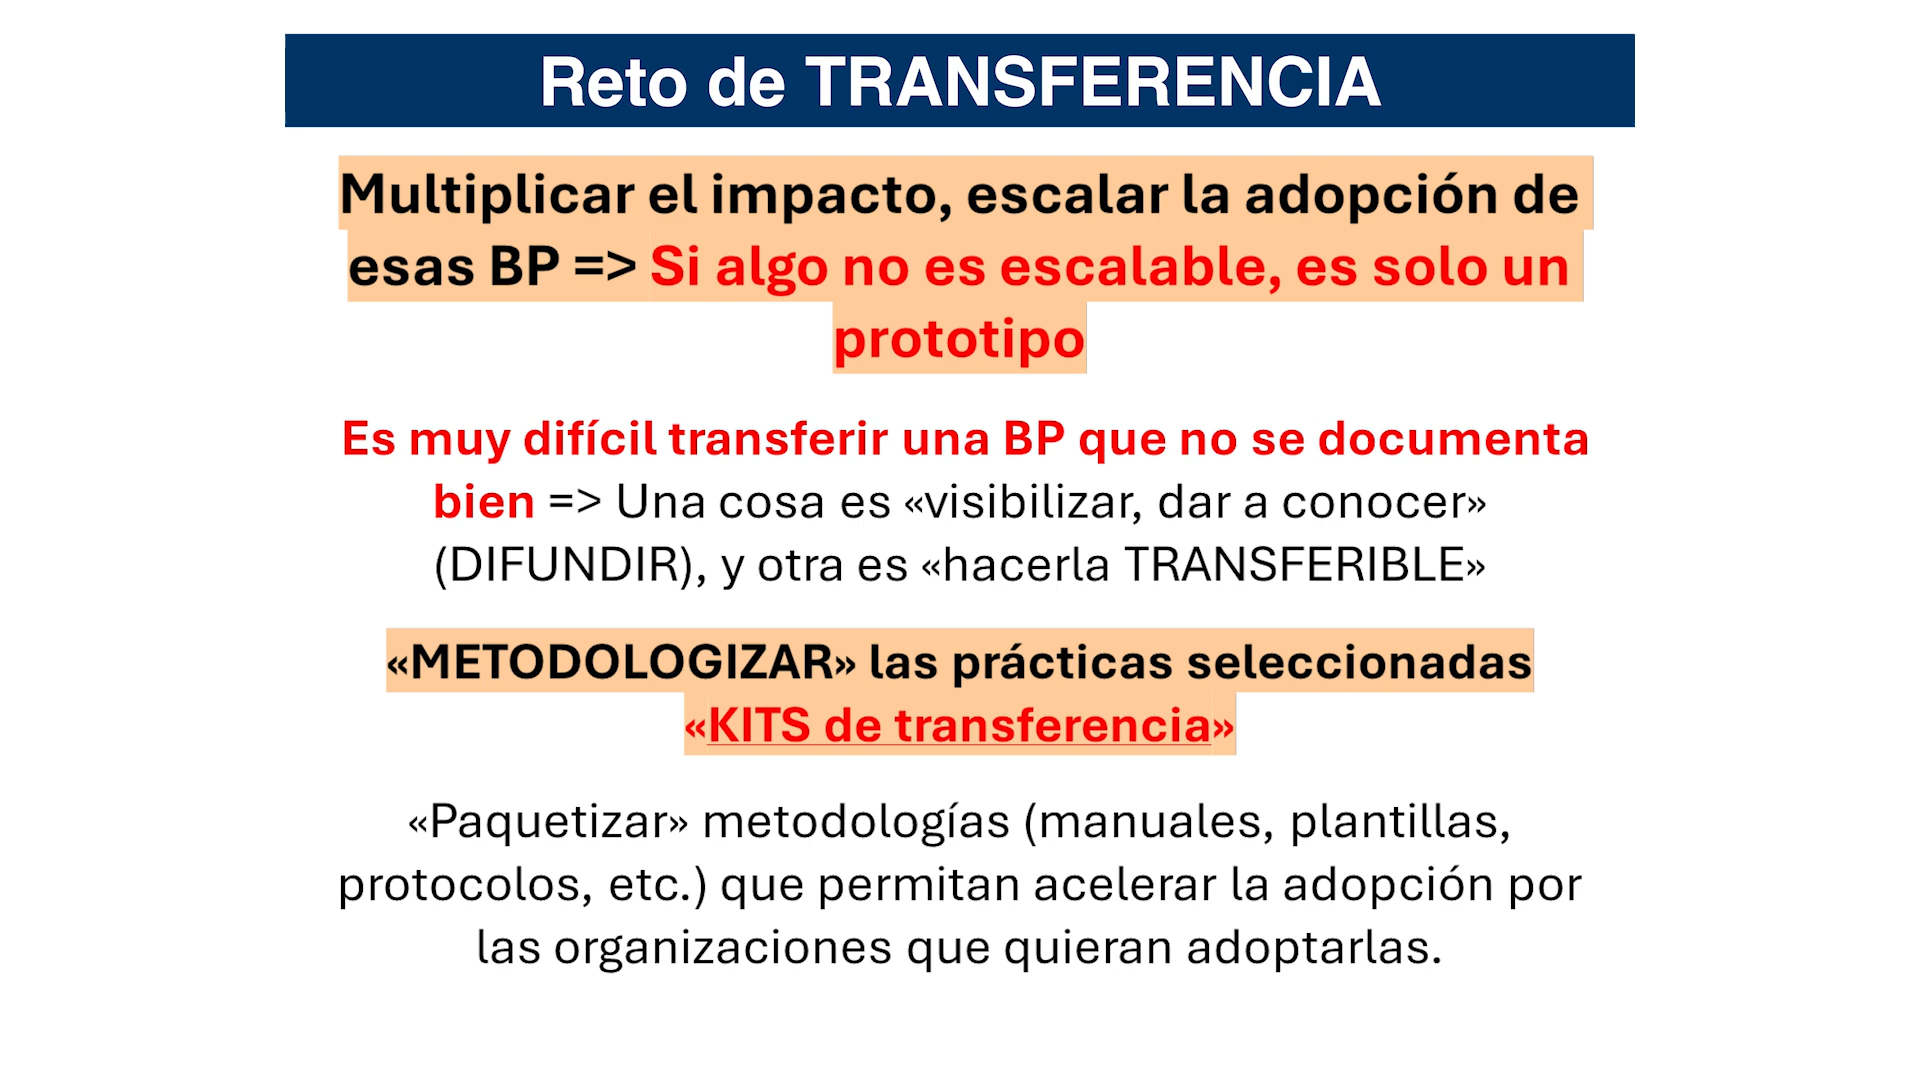 Reto de TRANSFERENCIA
Multiplicar el impacto, escalar la adopción de
esas BP => Si algo no es escalable, es solo un
prototipo
Es muy difícil transferir una BP que no se documenta
bien => Una cosa es «visibilizar, dar a conocer»
(DIFUNDIR), y otra es «hacerla TRANSFERIBLE»
«METODOLOGIZAR» las prácticas seleccionadas
«KITS de transferencia»
«Paquetizar» metodologías (manuales, plantillas,
protocolos, etc.) que permitan acelerar la adopción por
las organizaciones que quieran adoptarlas.